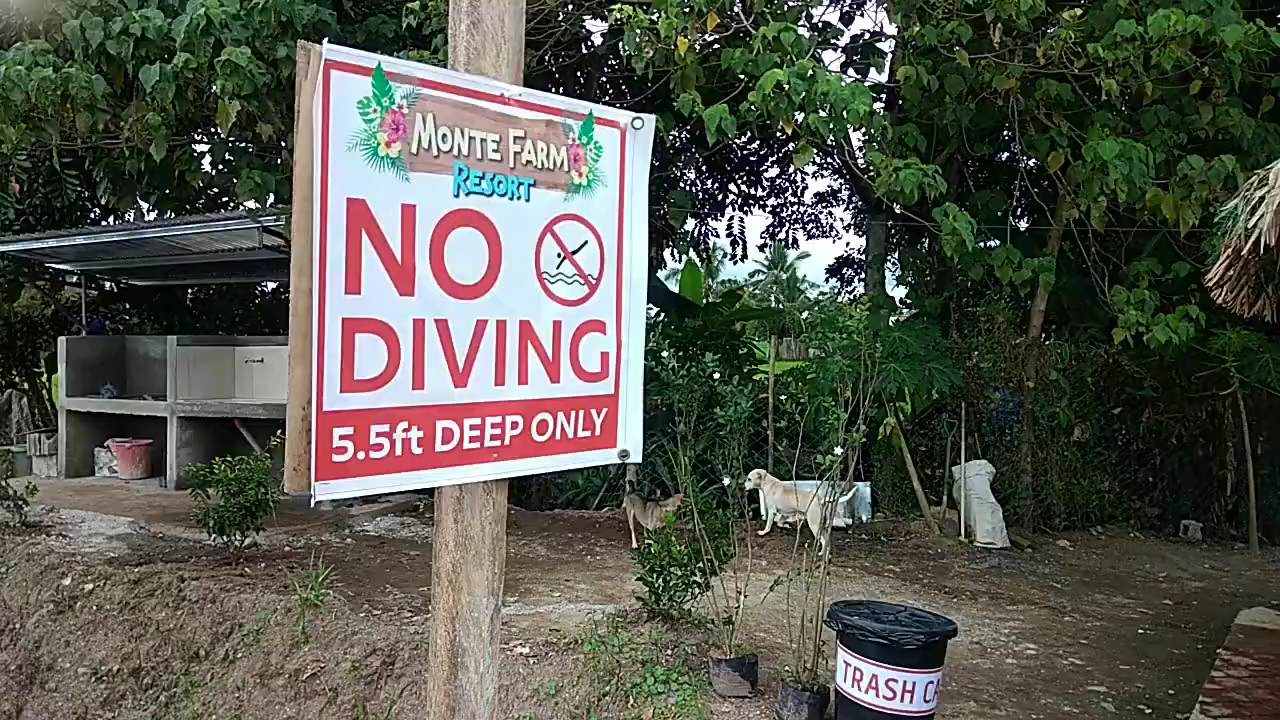 Monte Farm
Resort
NO
DIVING
5.5ft DEEP ONLY
TRASH